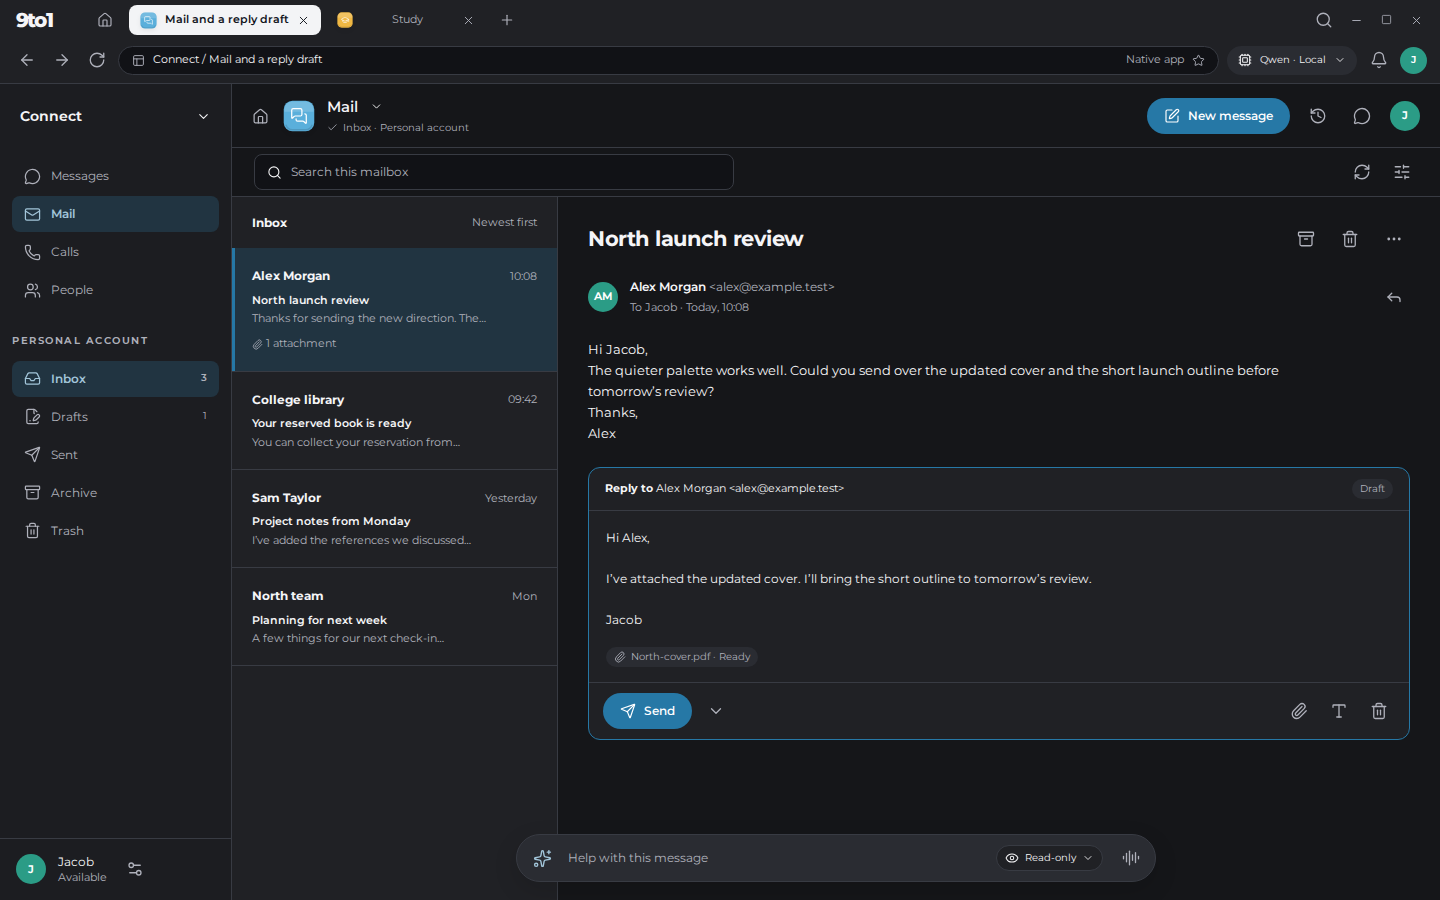 9to1
Mail and a reply draft
Study
Connect / Mail and a reply draft
Native app
Qwen · Local
J
Connect
Messages
Mail
Calls
People
PERSONAL ACCOUNT
Inbox 3
Drafts 1
Sent
Archive
Trash
J
Jacob
Available
Mail
Inbox · Personal account
New message
J
Search this mailbox
Inbox
Newest first
Alex Morgan 10:08
North launch review
Thanks for sending the new direction. The...
1 attachment
College library 09:42
Your reserved book is ready
You can collect your reservation from...
Sam Taylor Yesterday
Project notes from Monday
I've added the references we discussed...
North team Mon
Planning for next week
A few things for our next check-in...
North launch review
AM
Alex Morgan <alex@example.test>
To Jacob · Today, 10:08
Hi Jacob,
The quieter palette works well. Could you send over the updated cover and the short launch outline before
tomorrow's review?
Thanks,
Alex
Reply to Alex Morgan <alex@example.test>
Draft
Hi Alex,
I've attached the updated cover. I'll bring the short outline to tomorrow's review.
Jacob
North-cover.pdf · Ready
Send
Help with this message
Read-only